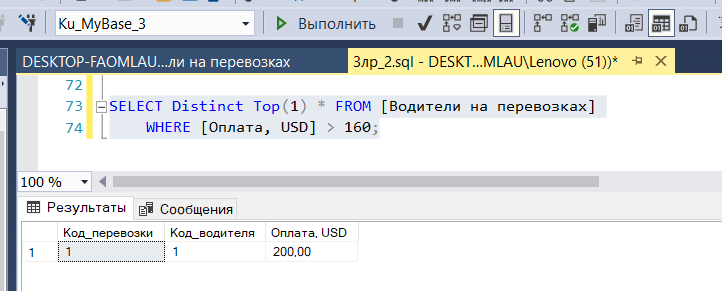 Ku_MyBase_3
Выполнить
DESKTOP-FAOMLAU...ли на перевозках
3лр_2.sql - DESKT...MLAU\Lenovo (51))*
72
73 SELECT Distinct Top(1) * FROM [Водители на перевозках]
74 WHERE [Оплата, USD] > 160;
100 %
Результаты
Сообщения
Код_перевозки Код_водителя Оплата, USD
1 1 1 200,00